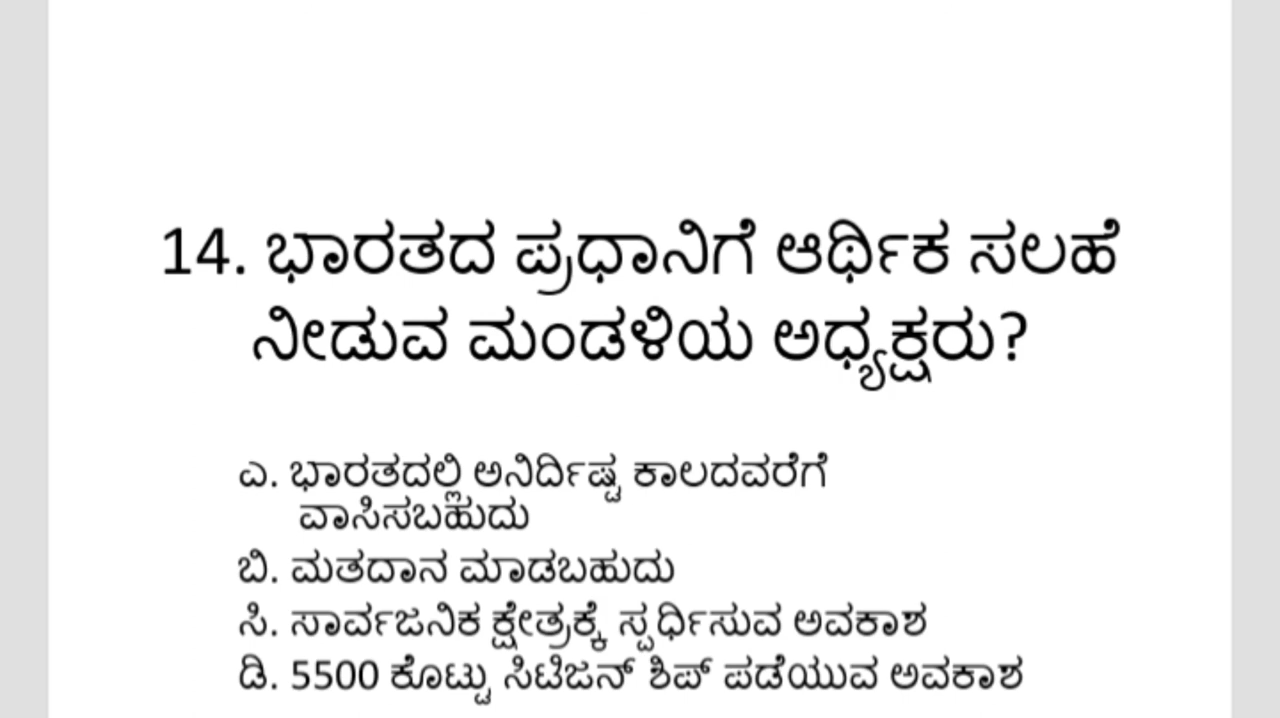 14. ಭಾರತದ ಪ್ರಧಾನಿಗೆ ಆರ್ಥಿಕ ಸಲಹೆ
ನೀಡುವ ಮಂಡಳಿಯ ಅಧ್ಯಕ್ಷರು?
ಎ. ಭಾರತದಲ್ಲಿ ಅನಿರ್ದಿಷ್ಟ ಕಾಲದವರೆಗೆ
ವಾಸಿಸಬಹುದು
ಬಿ. ಮತದಾನ ಮಾಡಬಹುದು
ಸಿ. ಸಾರ್ವಜನಿಕ ಕ್ಷೇತ್ರಕ್ಕೆ ಸ್ಪರ್ಧಿಸುವ ಅವಕಾಶ
ಡಿ. 5500 ಕೊಟ್ಟು ಸಿಟಿಜನ್ ಶಿಪ್ ಪಡೆಯುವ ಅವಕಾಶ